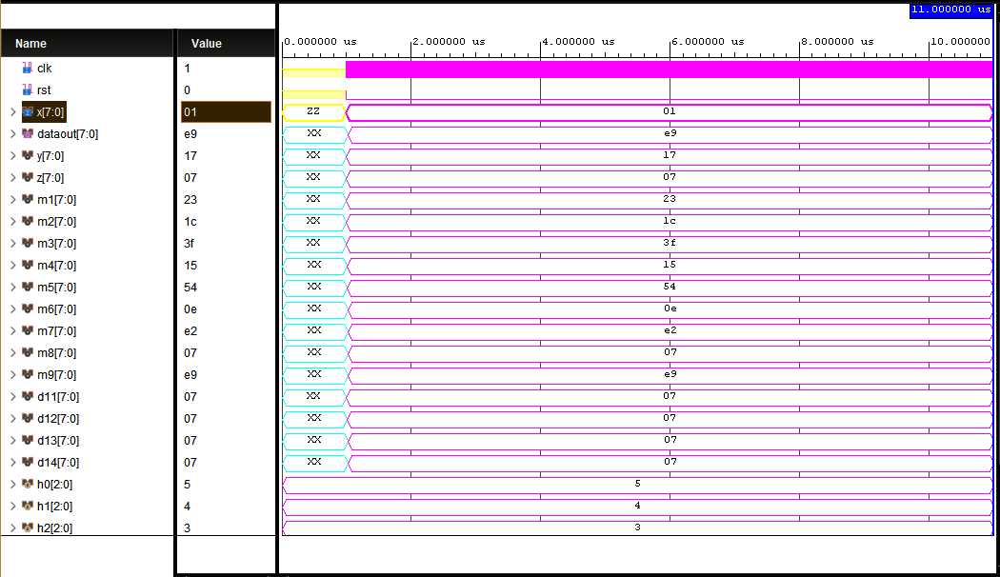 11.000000 us
Name Value 0.000000 us 2.000000 us 4.000000 us 6.000000 us 8.000000 us 10.000000
clk 1
rst 0
x[7:0] 01 ZZ 01
dataout[7:0] e9 XX e9
y[7:0] 17 XX 17
z[7:0] 07 XX 07
m1[7:0] 23 XX 23
m2[7:0] 1c XX 1c
m3[7:0] 3f XX 3f
m4[7:0] 15 XX 15
m5[7:0] 54 XX 54
m6[7:0] 0e XX 0e
m7[7:0] e2 XX e2
m8[7:0] 07 XX 07
m9[7:0] e9 XX e9
d11[7:0] 07 XX 07
d12[7:0] 07 XX 07
d13[7:0] 07 XX 07
d14[7:0] 07 XX 07
h0[2:0] 5 5
h1[2:0] 4 4
h2[2:0] 3 3